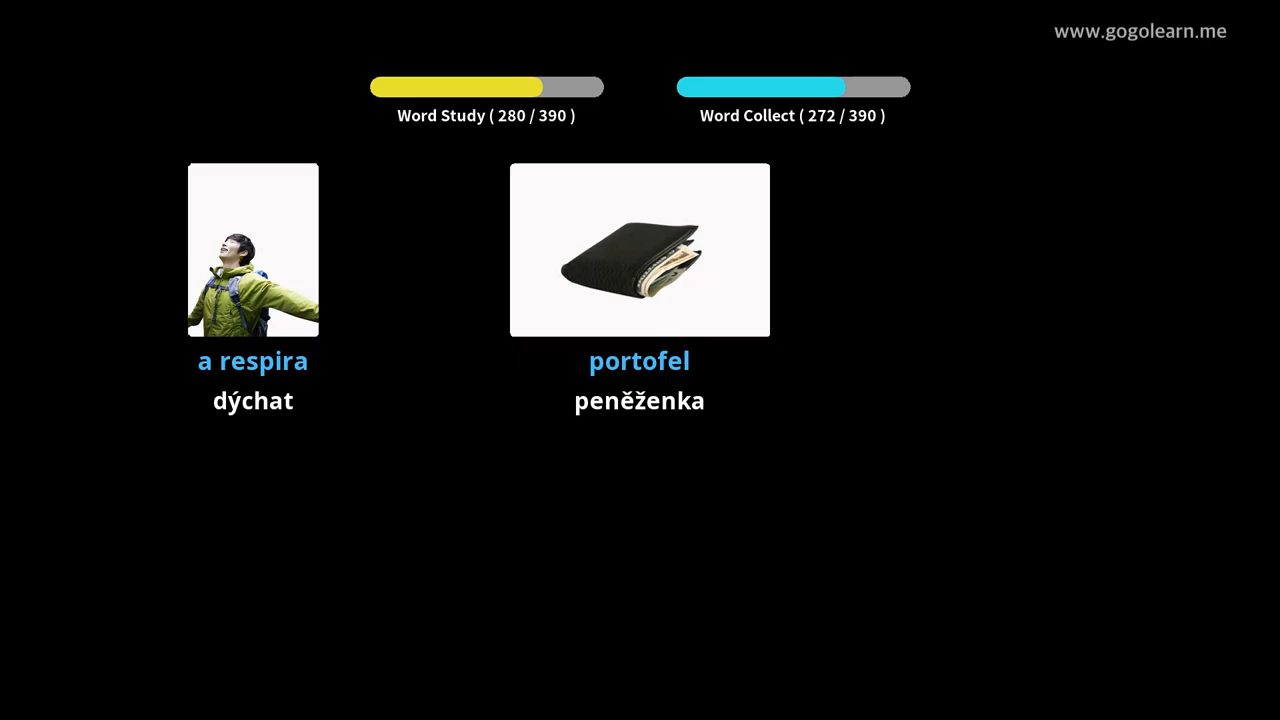 www.gogolearn.me
Word Study ( 280 / 390 )
Word Collect ( 272 / 390 )
a respira
dýchat
portofel
peněženka